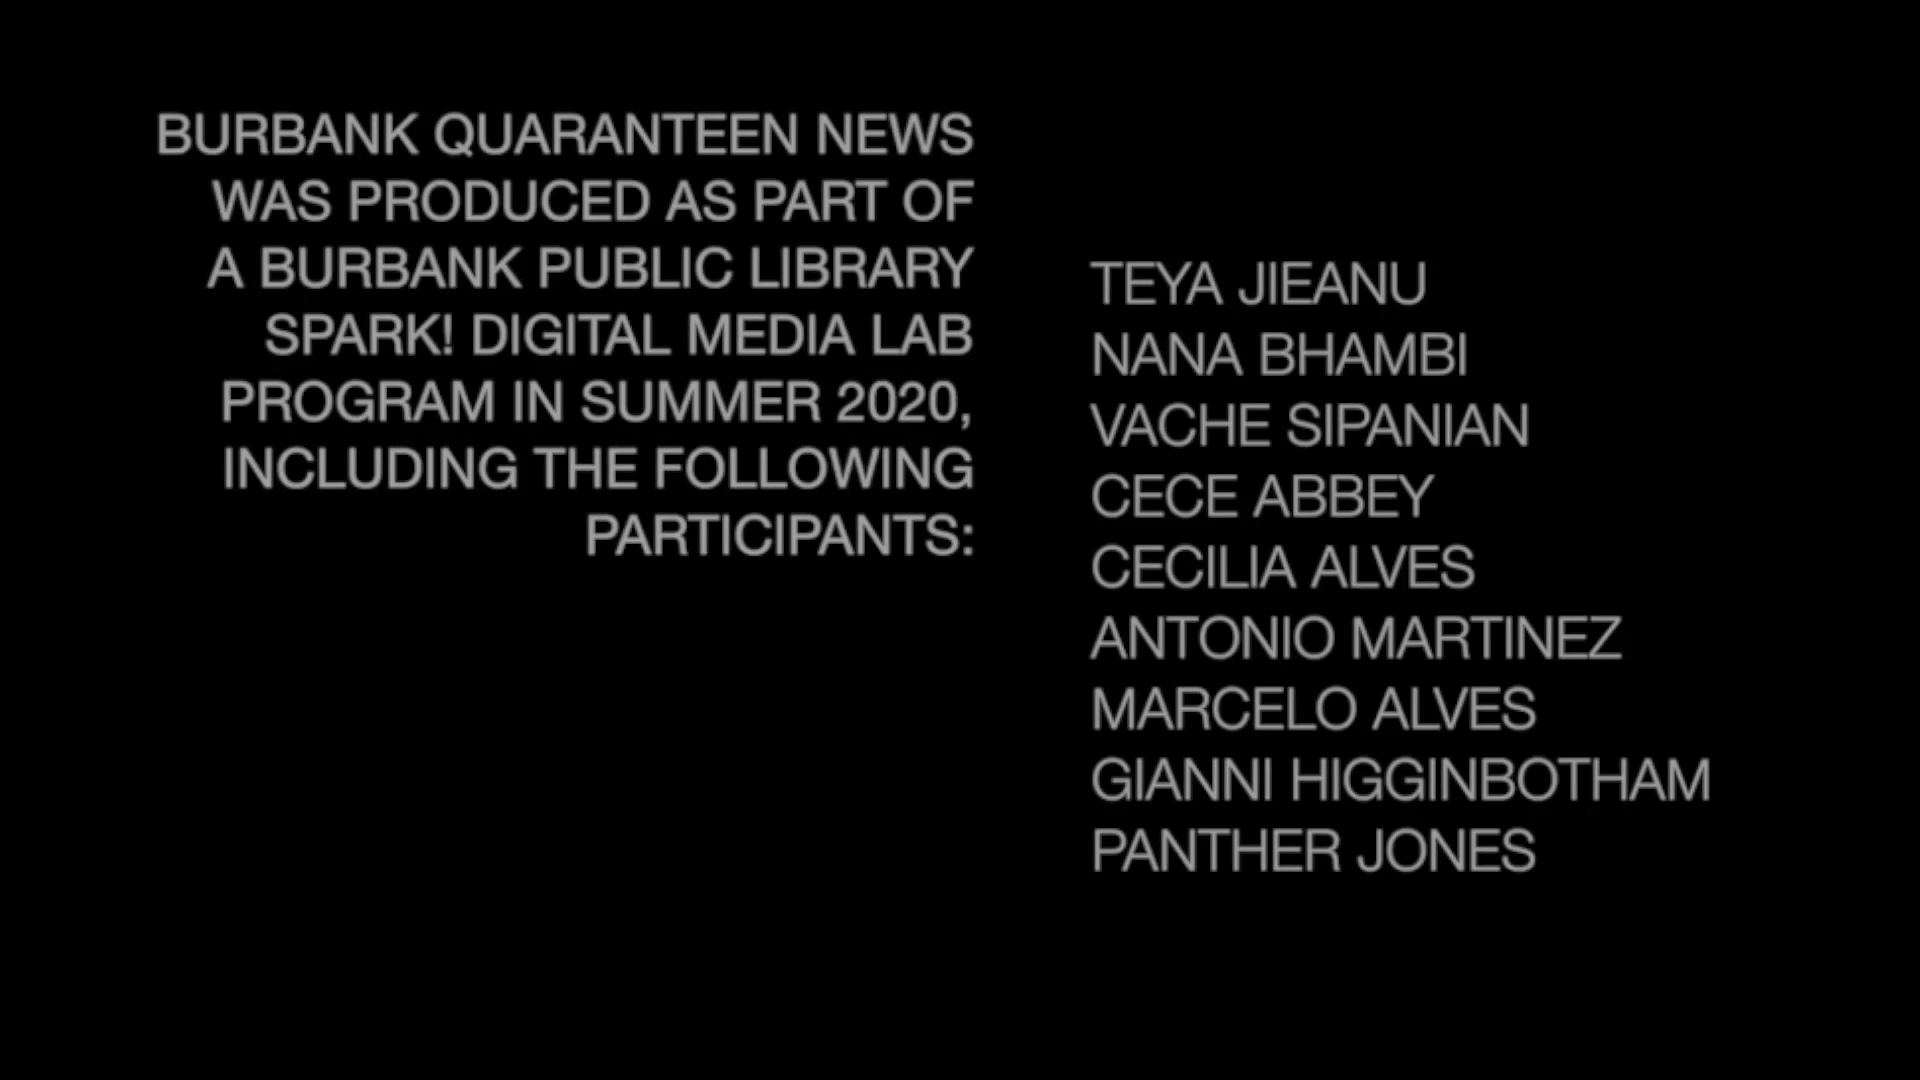 BURBANK QUARANTEEN NEWS
WAS PRODUCED AS PART OF
A BURBANK PUBLIC LIBRARY
SPARK! DIGITAL MEDIA LAB
PROGRAM IN SUMMER 2020,
INCLUDING THE FOLLOWING
PARTICIPANTS:
TEYA JIEANU
NANA BHAMBI
VACHE SIPANIAN
CECE ABBEY
CECILIA ALVES
ANTONIO MARTINEZ
MARCELO ALVES
GIANNI HIGGINBOTHAM
PANTHER JONES